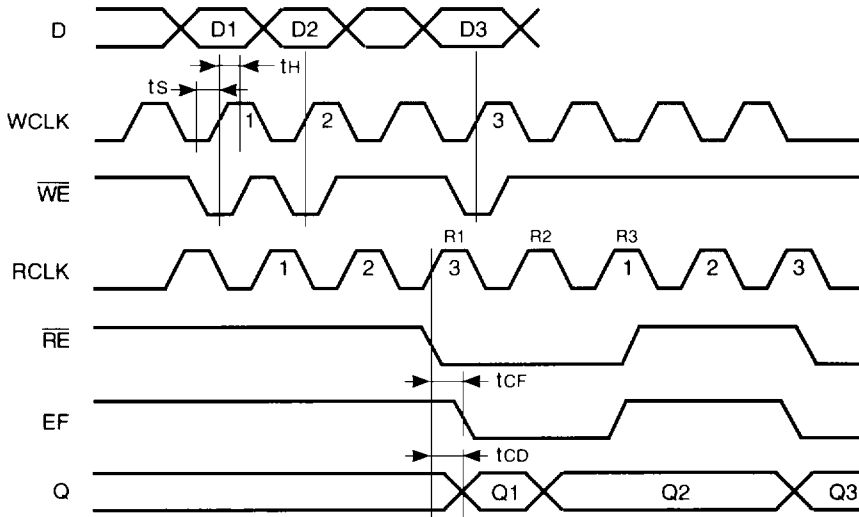 D D1 D2 D3
tS tH
WCLK 1 2 3
WE
R1 R2 R3
RCLK 1 2 3 1 2 3
RE
tCF
EF
tCD
Q Q1 Q2 Q3